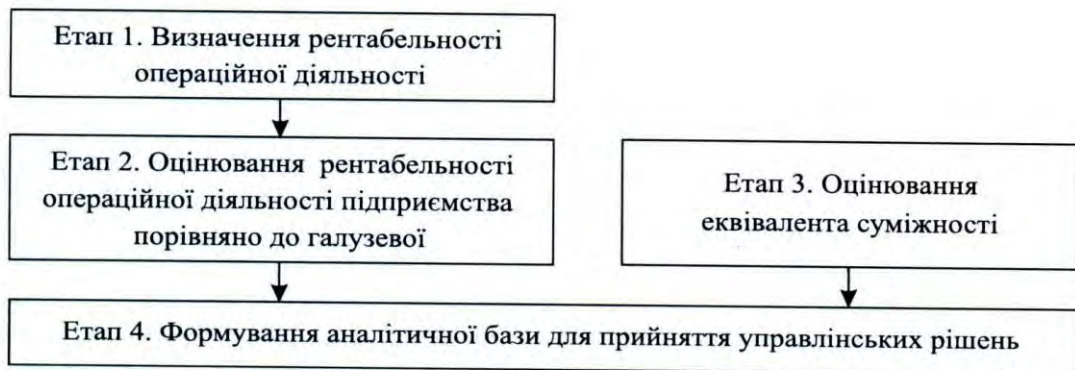 Етап 1. Визначення рентабельності
операційної діяльності
Етап 2. Оцінювання рентабельності
операційної діяльності підприємства
порівняно до галузевої
Етап 3. Оцінювання
еквівалента суміжності
Етап 4. Формування аналітичної бази для прийняття управлінських рішень